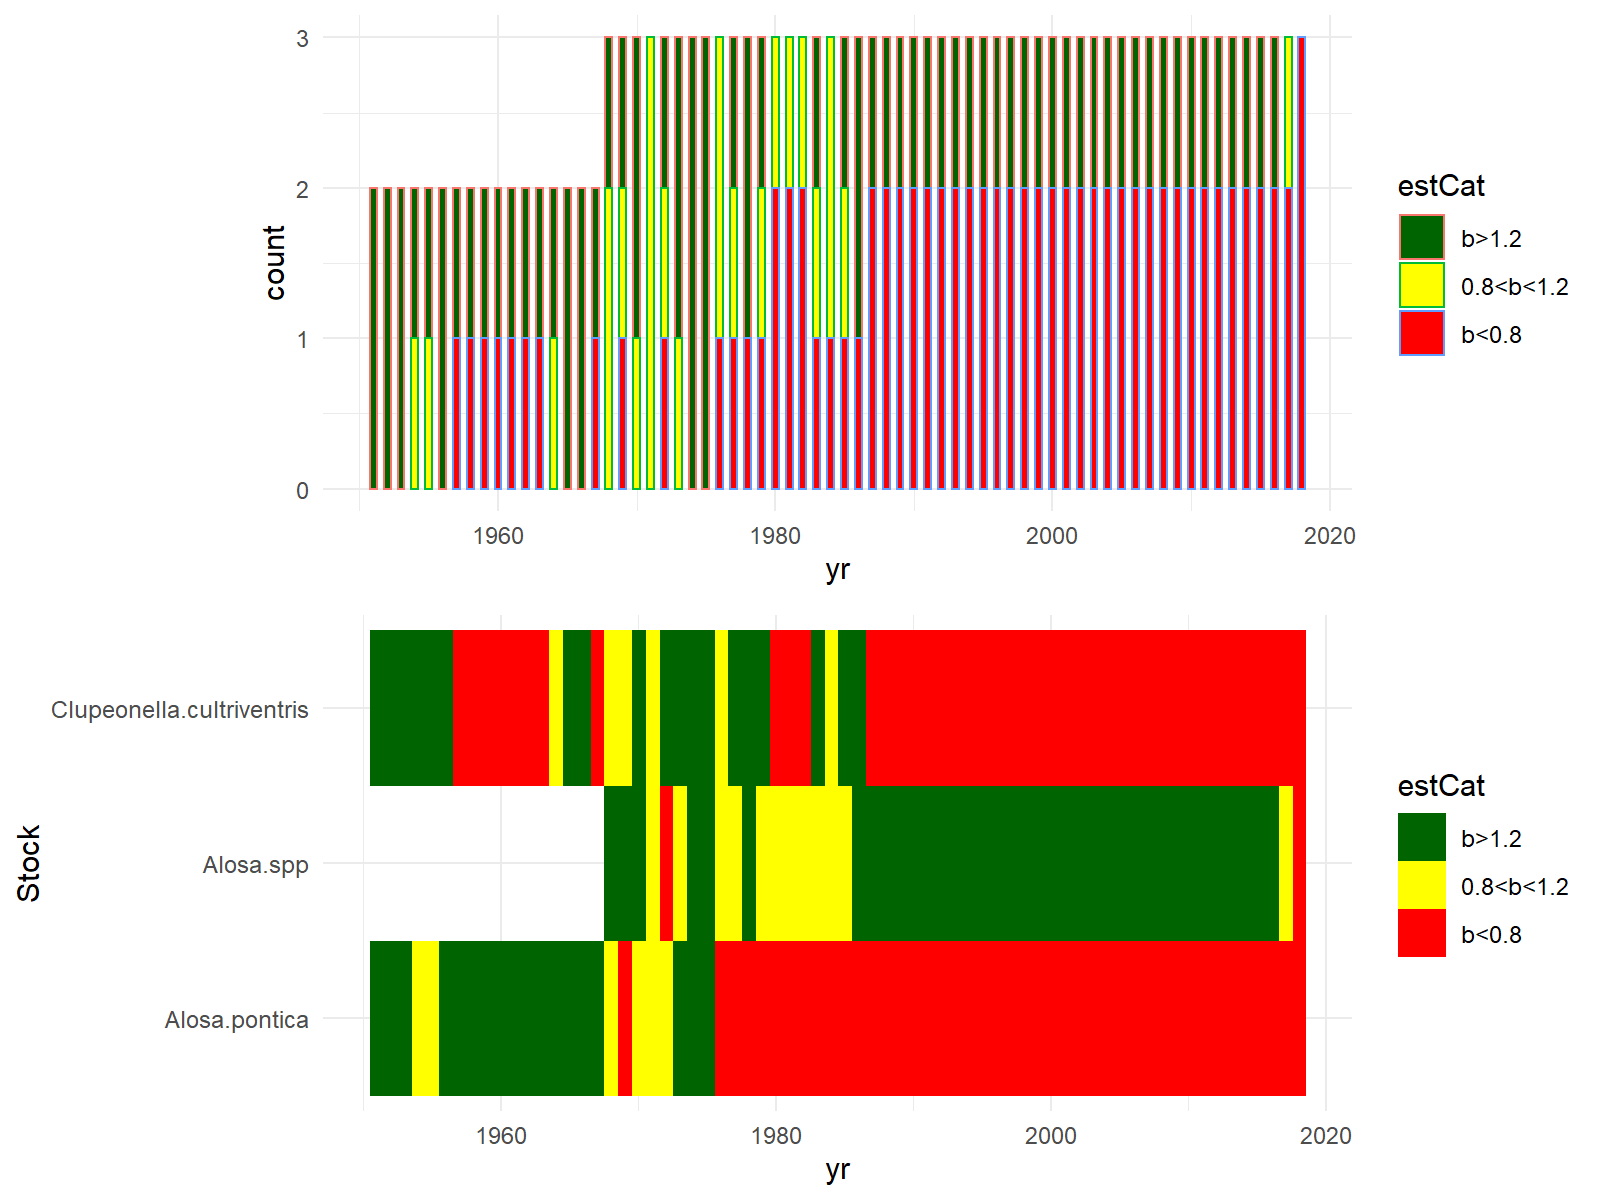 3
2
1
0
count
1960
1980
2000
2020
yr
estCat
b>1.2
0.8<b<1.2
b<0.8
Clupeonella.cultriventris
Alosa.spp
Alosa.pontica
Stock
1960
1980
2000
2020
yr
estCat
b>1.2
0.8<b<1.2
b<0.8